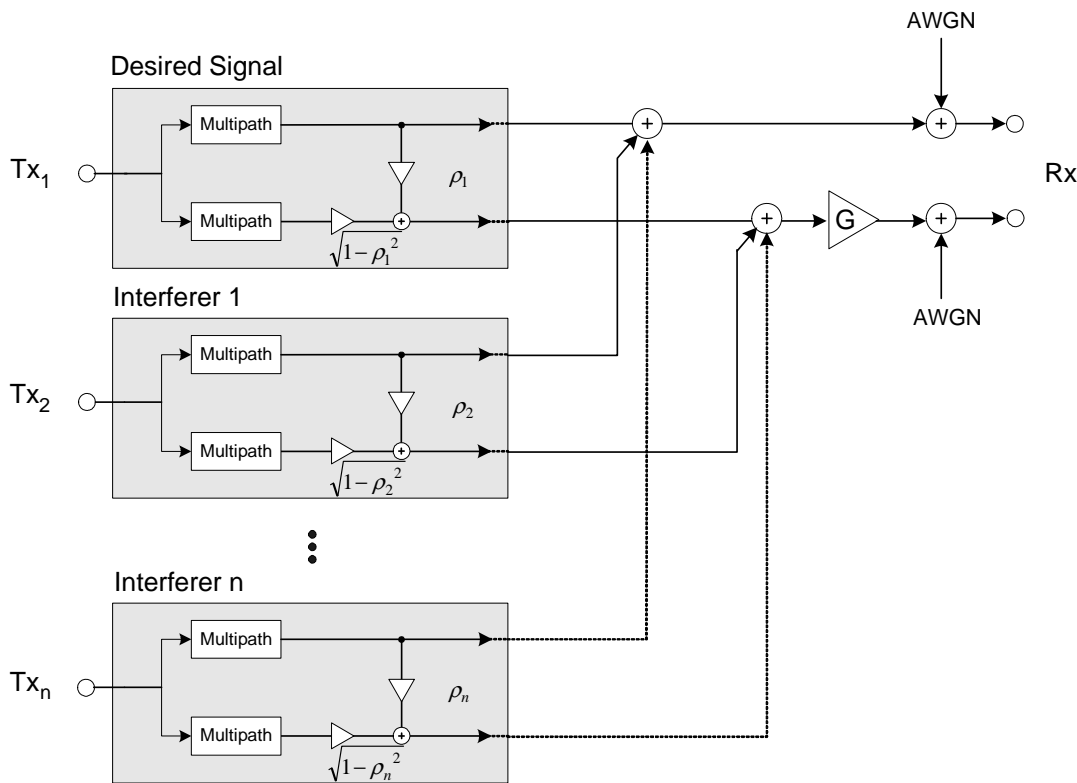 AWGN
Desired Signal
Multipath
+
+
Tx₁
ρ₁
Rx
Multipath
+
+
G
+
√1−ρ₁²
Interferer 1
AWGN
Multipath
Tx₂
ρ₂
Multipath
+
√1−ρ₂²
Interferer n
Multipath
Txₙ
ρₙ
Multipath
+
√1−ρₙ²